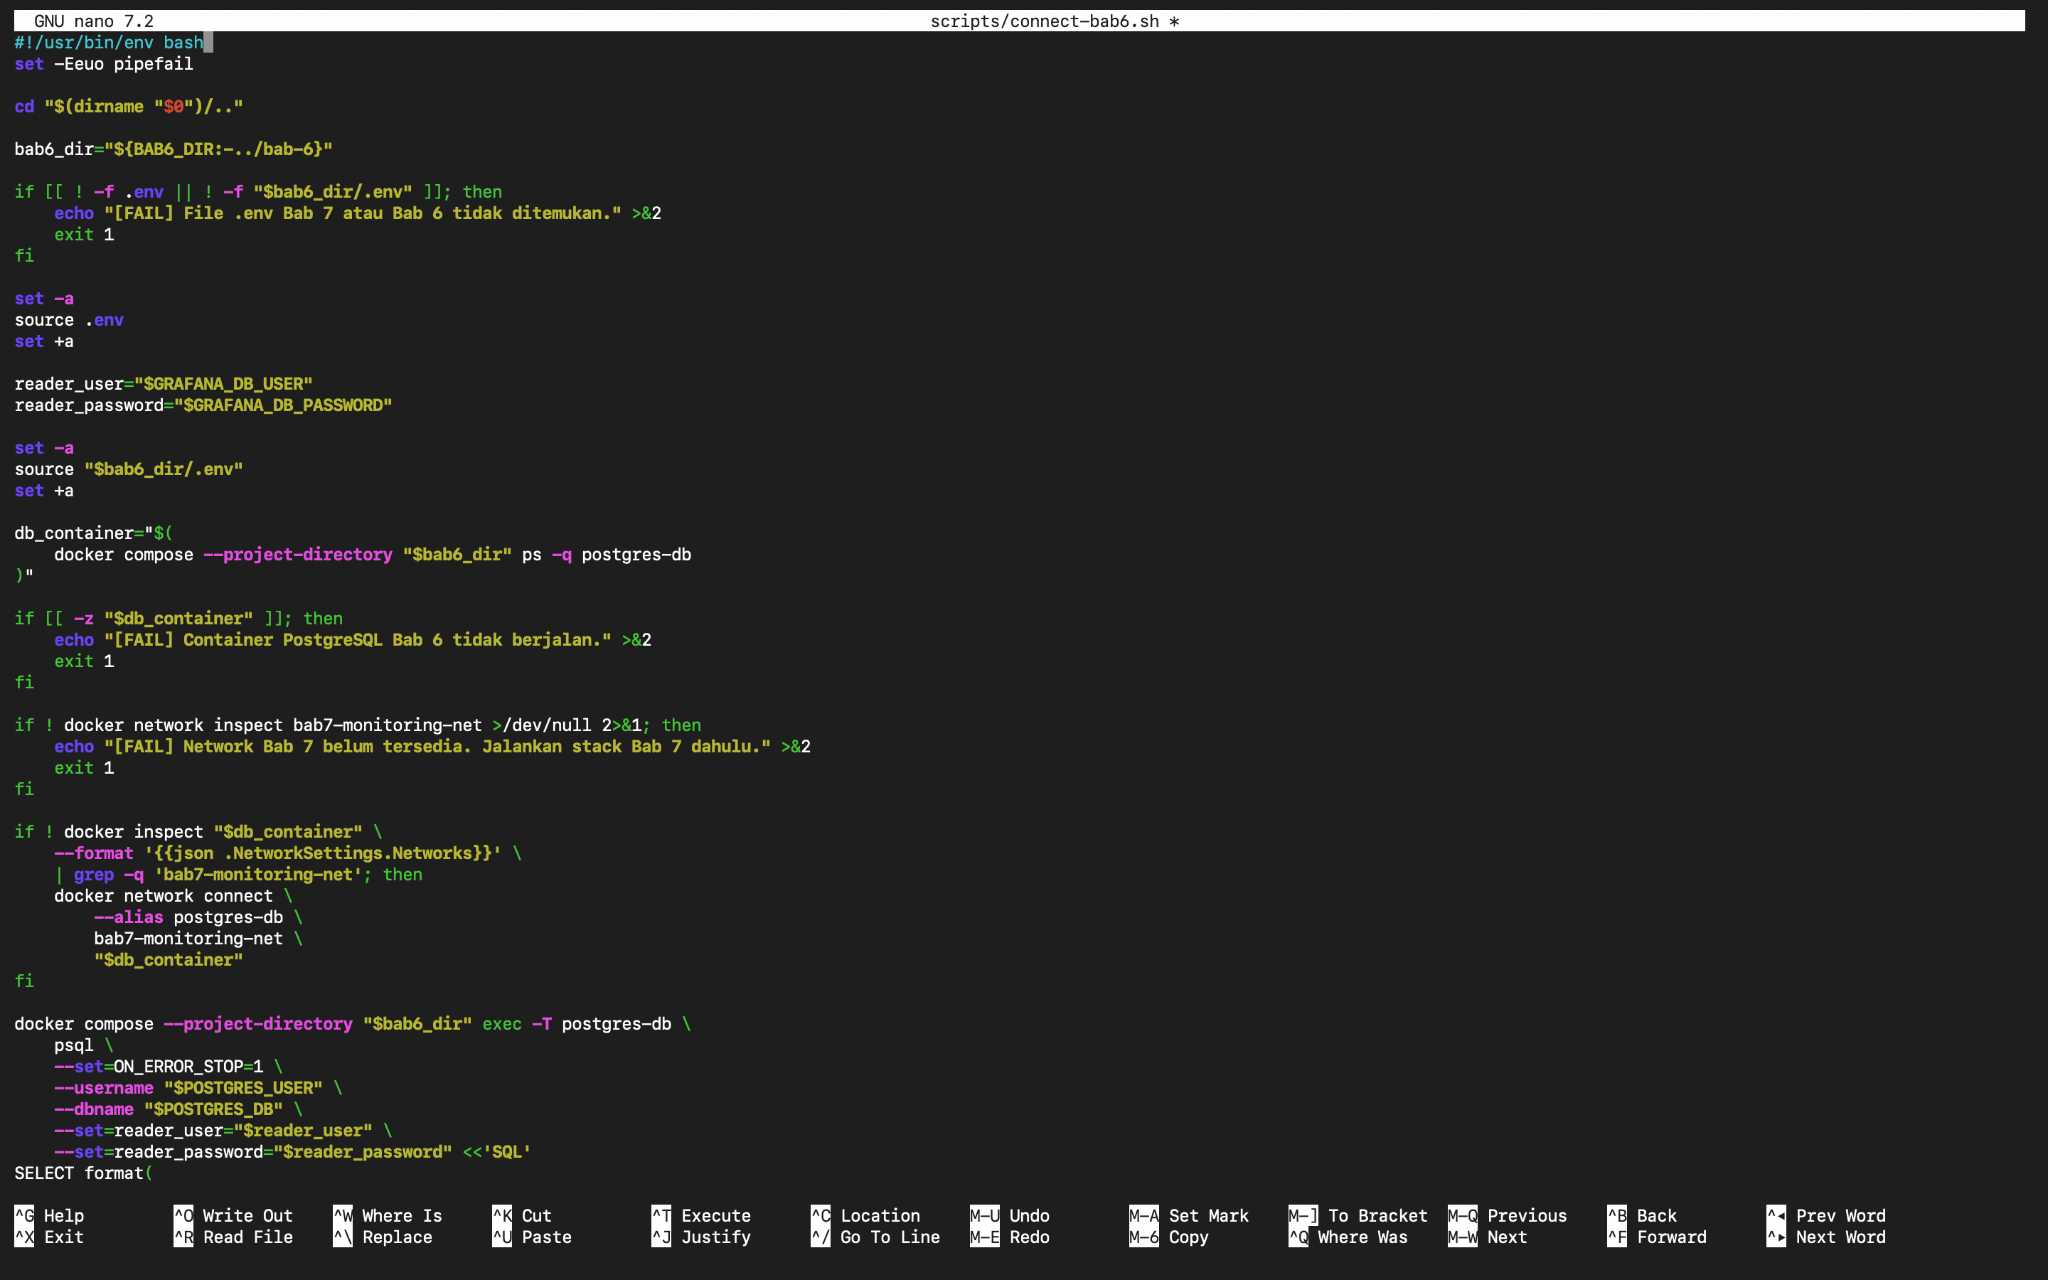 GNU nano 7.2 scripts/connect-bab6.sh *
#!/usr/bin/env bash
set -Eeuo pipefail

cd "$(dirname "$0")/.."

bab6_dir="${BAB6_DIR:-../bab-6}"

if [[ ! -f .env || ! -f "$bab6_dir/.env" ]]; then
    echo "[FAIL] File .env Bab 7 atau Bab 6 tidak ditemukan." >&2
    exit 1
fi

set -a
source .env
set +a

reader_user="$GRAFANA_DB_USER"
reader_password="$GRAFANA_DB_PASSWORD"

set -a
source "$bab6_dir/.env"
set +a

db_container="$(
    docker compose --project-directory "$bab6_dir" ps -q postgres-db
)"

if [[ -z "$db_container" ]]; then
    echo "[FAIL] Container PostgreSQL Bab 6 tidak berjalan." >&2
    exit 1
fi

if ! docker network inspect bab7-monitoring-net >/dev/null 2>&1; then
    echo "[FAIL] Network Bab 7 belum tersedia. Jalankan stack Bab 7 dahulu." >&2
    exit 1
fi

if ! docker inspect "$db_container" \
    --format '{{json .NetworkSettings.Networks}}' \
    | grep -q 'bab7-monitoring-net'; then
    docker network connect \
        --alias postgres-db \
        bab7-monitoring-net \
        "$db_container"
fi

docker compose --project-directory "$bab6_dir" exec -T postgres-db \
    psql \
    --set=ON_ERROR_STOP=1 \
    --username "$POSTGRES_USER" \
    --dbname "$POSTGRES_DB" \
    --set=reader_user="$reader_user" \
    --set=reader_password="$reader_password" <<'SQL'
SELECT format(

^G Help ^O Write Out ^W Where Is ^K Cut ^T Execute ^C Location M-U Undo M-A Set Mark M-] To Bracket M-Q Previous ^B Back ^◂ Prev Word
^X Exit ^R Read File ^\ Replace ^U Paste ^J Justify ^/ Go To Line M-E Redo M-6 Copy ^Q Where Was M-W Next ^F Forward ^▸ Next Word